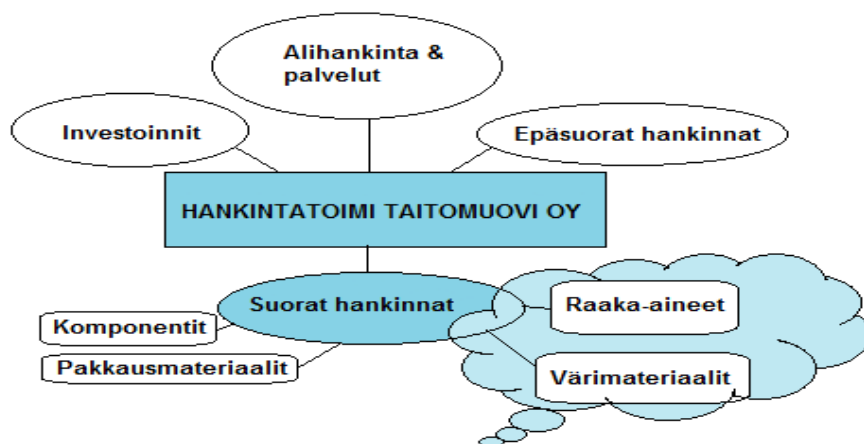 Alihankinta &
palvelut
Investoinnit
Epäsuorat hankinnat
HANKINTATOIMI TAITOMUOVI OY
Suorat hankinnat
Raaka-aineet
Komponentit
Pakkausmateriaalit
Värimateriaalit